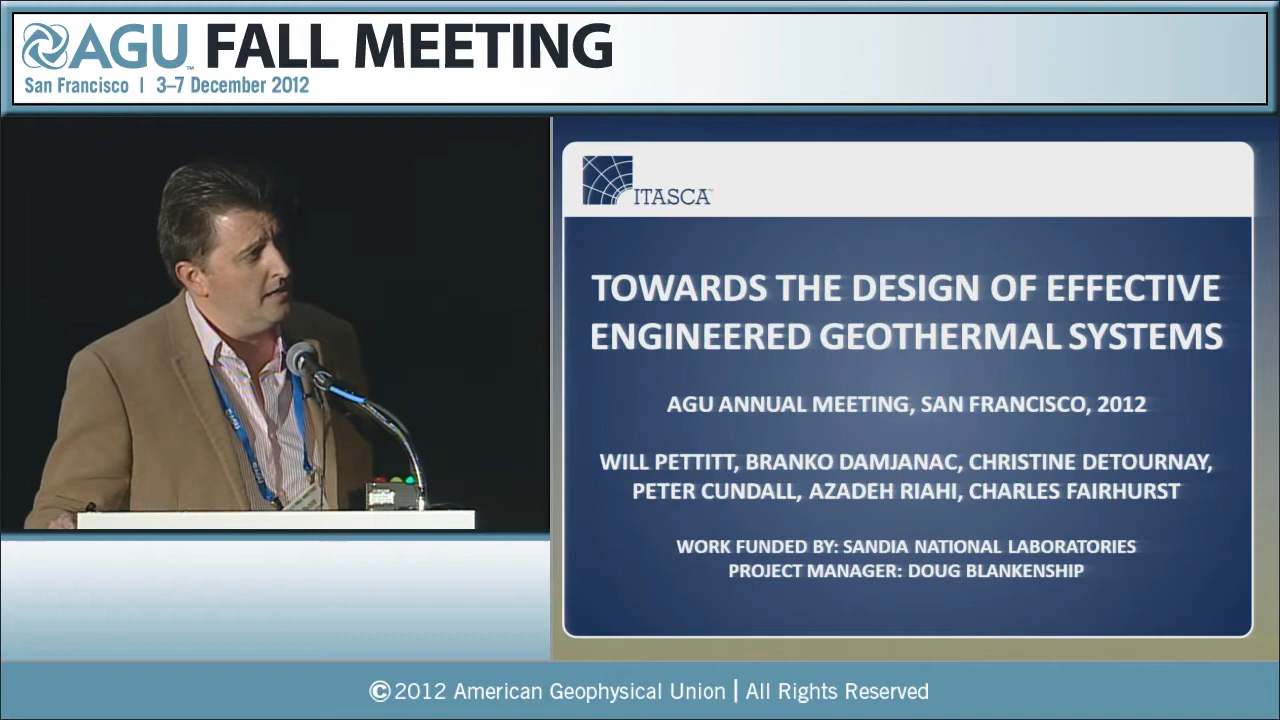 AGU™ FALL MEETING
San Francisco | 3–7 December 2012
ITASCA™
TOWARDS THE DESIGN OF EFFECTIVE
ENGINEERED GEOTHERMAL SYSTEMS
AGU ANNUAL MEETING, SAN FRANCISCO, 2012
WILL PETTITT, BRANKO DAMJANAC, CHRISTINE DETOURNAY,
PETER CUNDALL, AZADEH RIAHI, CHARLES FAIRHURST
WORK FUNDED BY: SANDIA NATIONAL LABORATORIES
PROJECT MANAGER: DOUG BLANKENSHIP
©2012 American Geophysical Union | All Rights Reserved